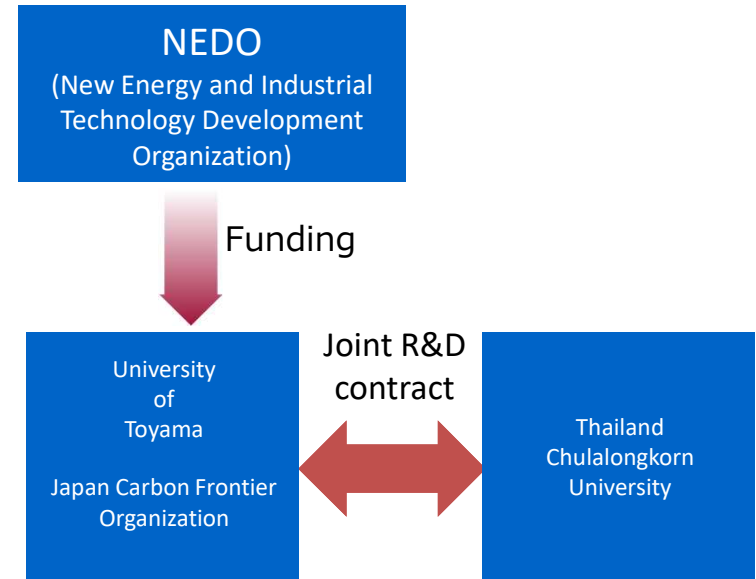 NEDO
(New Energy and Industrial
Technology Development
Organization)
Funding
University
of
Toyama
Japan Carbon Frontier
Organization
Joint R&D
contract
Thailand
Chulalongkorn
University